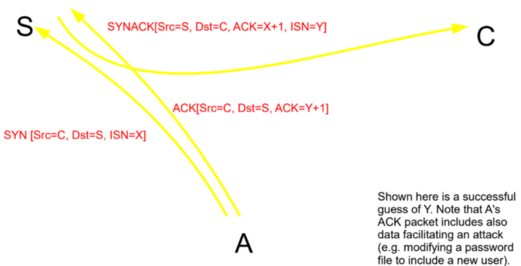 SYNACK[Src=S, Dst=C, ACK=X+1, ISN=Y]
S
C
ACK[Src=C, Dst=S, ACK=Y+1]
SYN [Src=C, Dst=S, ISN=X]
A
Shown here is a successful
guess of Y. Note that A's
ACK packet includes also
data facilitating an attack
(e.g. modifying a password
file to include a new user).